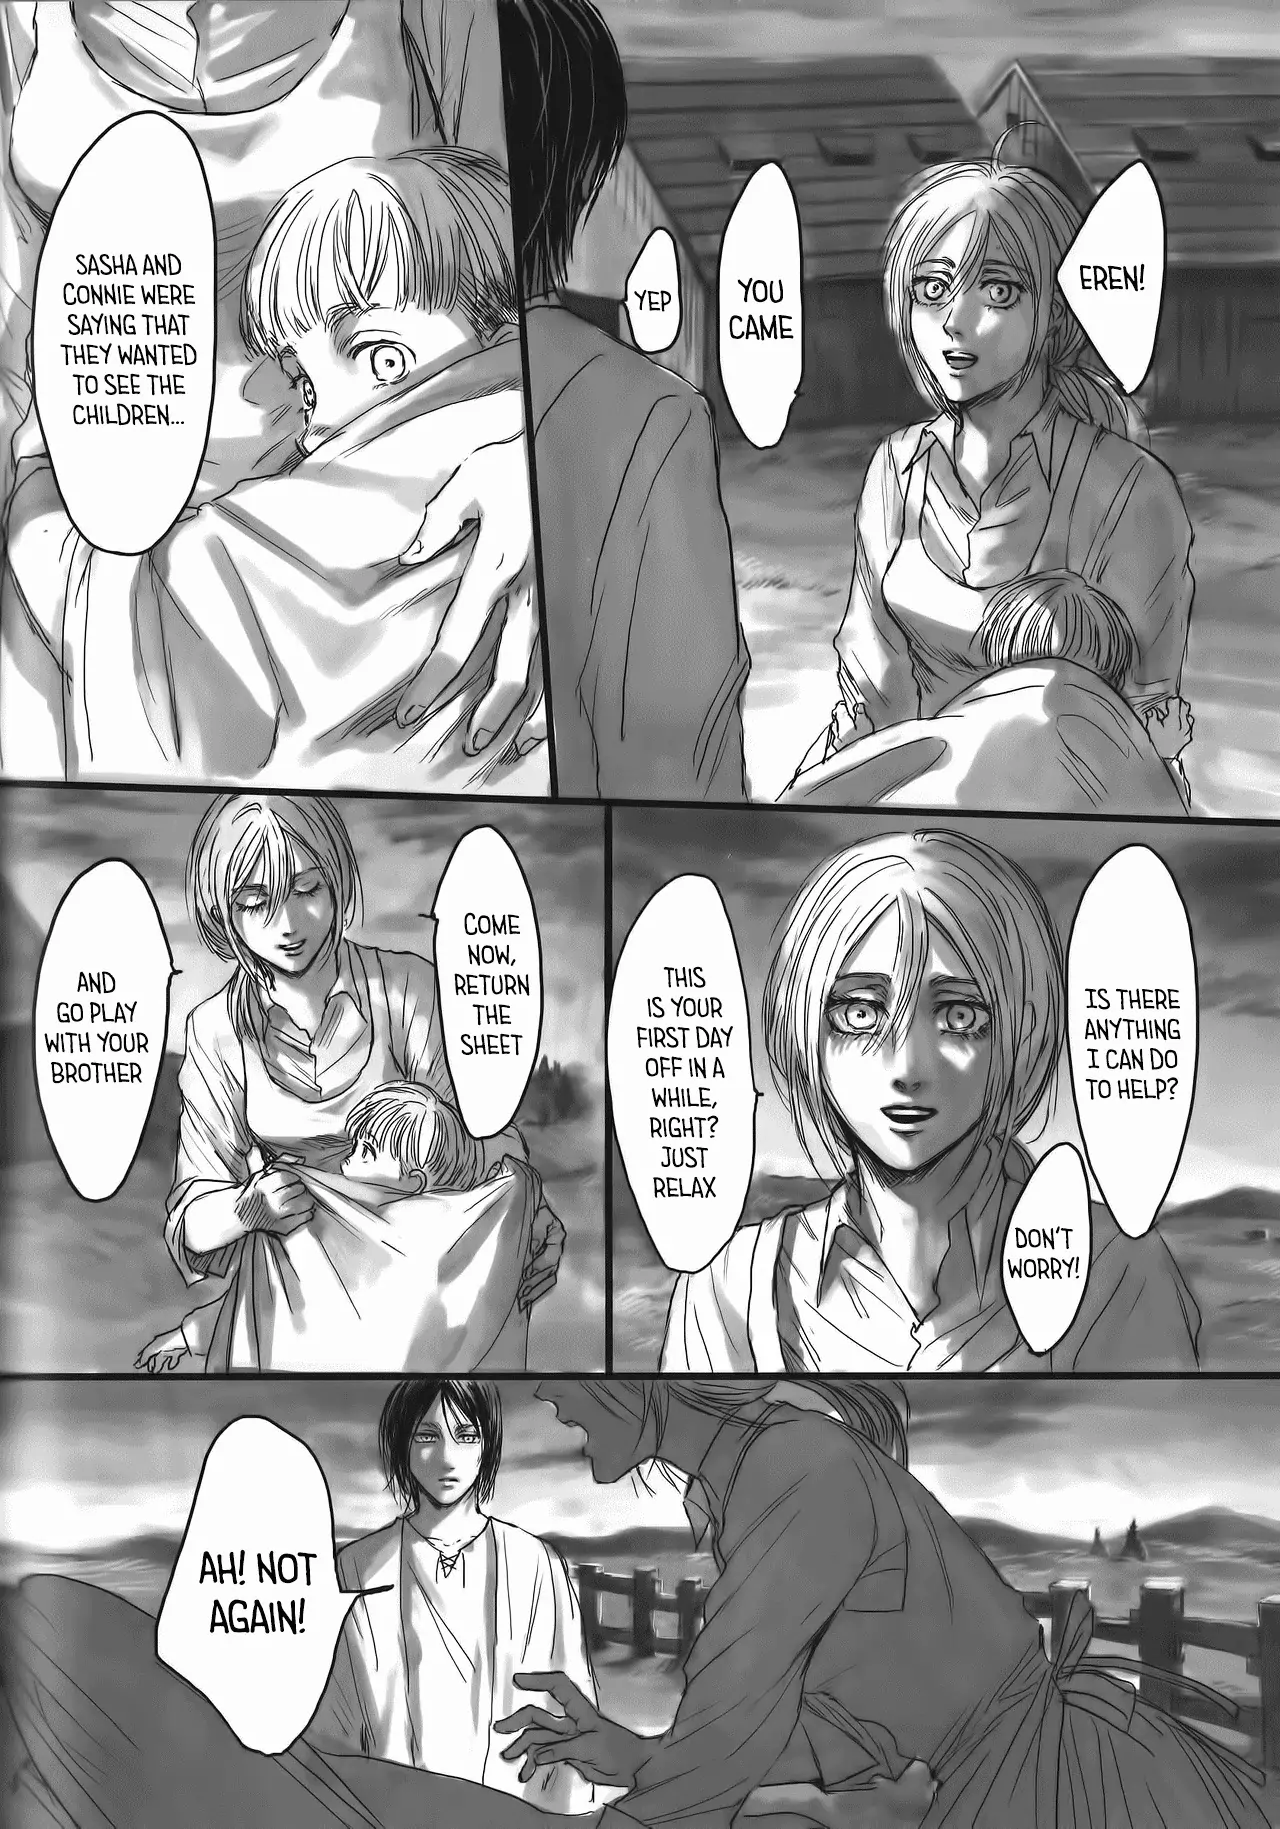 EREN!
YOU
CAME
YEP
SASHA AND
CONNIE WERE
SAYING THAT
THEY WANTED
TO SEE THE
CHILDREN...
IS THERE
ANYTHING
I CAN DO
TO HELP?
DON'T
WORRY!
THIS
IS YOUR
FIRST DAY
OFF IN A
WHILE,
RIGHT?
JUST
RELAX
COME
NOW,
RETURN
THE
SHEET
AND
GO PLAY
WITH YOUR
BROTHER
AH! NOT
AGAIN!